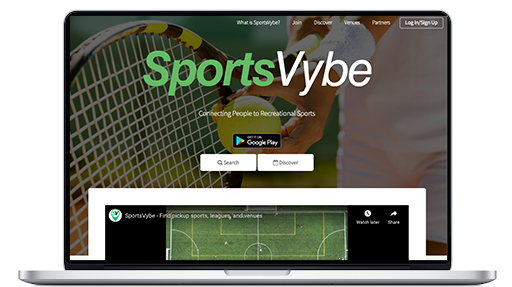 What is SportsVybe? Join Discover Venues Partners Log In/Sign Up
SportsVybe
Connecting People to Recreational Sports
GET IT ON
Google Play
Search Discover
SportsVybe - Find pickup sports, leagues, and venues
Watch later Share